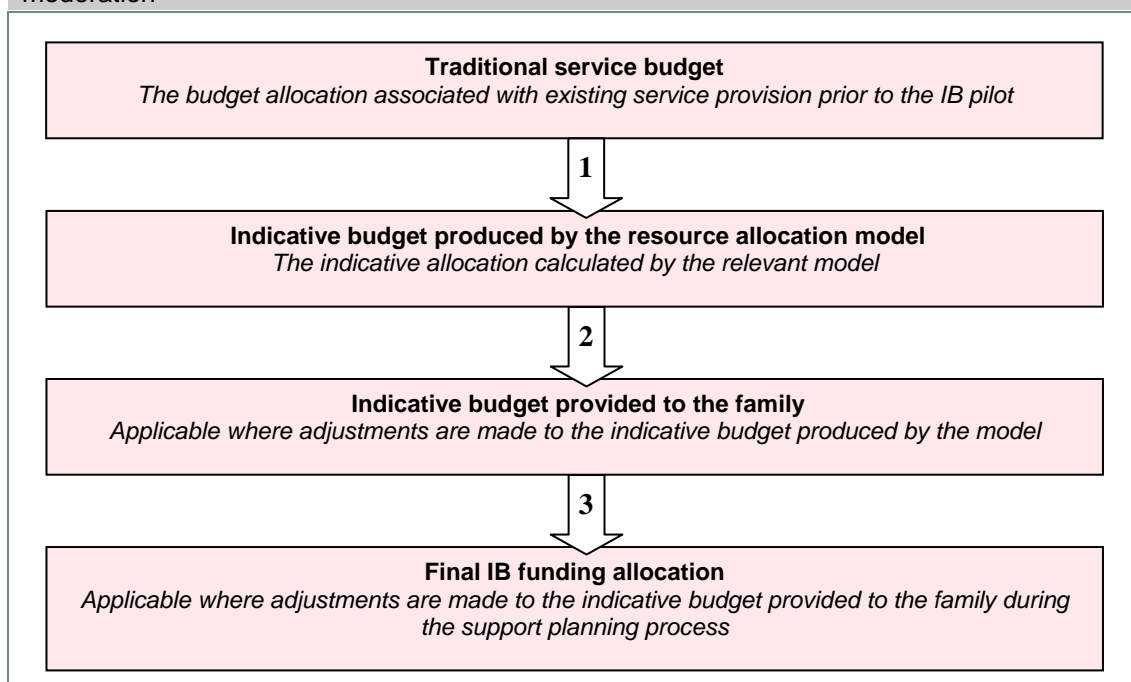 moderation
Traditional service budget
The budget allocation associated with existing service provision prior to the IB pilot
1
Indicative budget produced by the resource allocation model
The indicative allocation calculated by the relevant model
2
Indicative budget provided to the family
Applicable where adjustments are made to the indicative budget produced by the model
3
Final IB funding allocation
Applicable where adjustments are made to the indicative budget provided to the family during
the support planning process